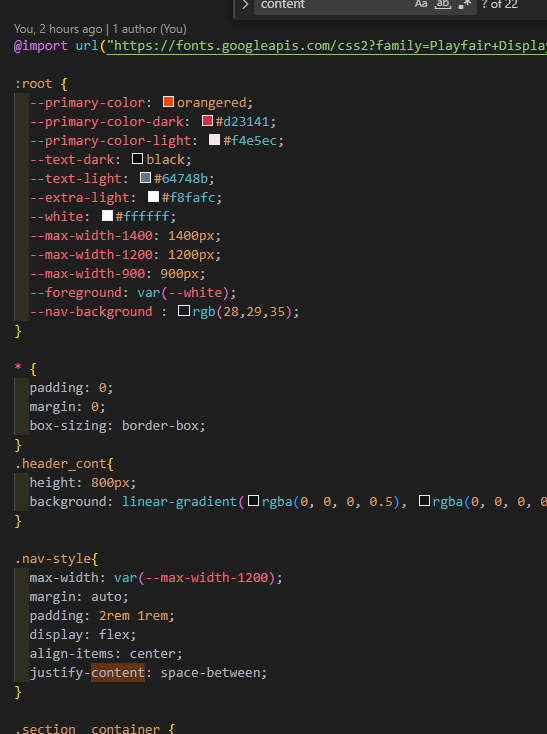 content Aa ab .* ? of 22
You, 2 hours ago | 1 author (You)
@import url("https://fonts.googleapis.com/css2?family=Playfair+Display
:root {
--primary-color: orangered;
--primary-color-dark: #d23141;
--primary-color-light: #f4e5ec;
--text-dark: black;
--text-light: #64748b;
--extra-light: #f8fafc;
--white: #ffffff;
--max-width-1400: 1400px;
--max-width-1200: 1200px;
--max-width-900: 900px;
--foreground: var(--white);
--nav-background : rgb(28,29,35);
}
* {
padding: 0;
margin: 0;
box-sizing: border-box;
}
.header_cont{
height: 800px;
background: linear-gradient(rgba(0, 0, 0, 0.5), rgba(0, 0, 0, 0
}
.nav-style{
max-width: var(--max-width-1200);
margin: auto;
padding: 2rem 1rem;
display: flex;
align-items: center;
justify-content: space-between;
}
.section__container {